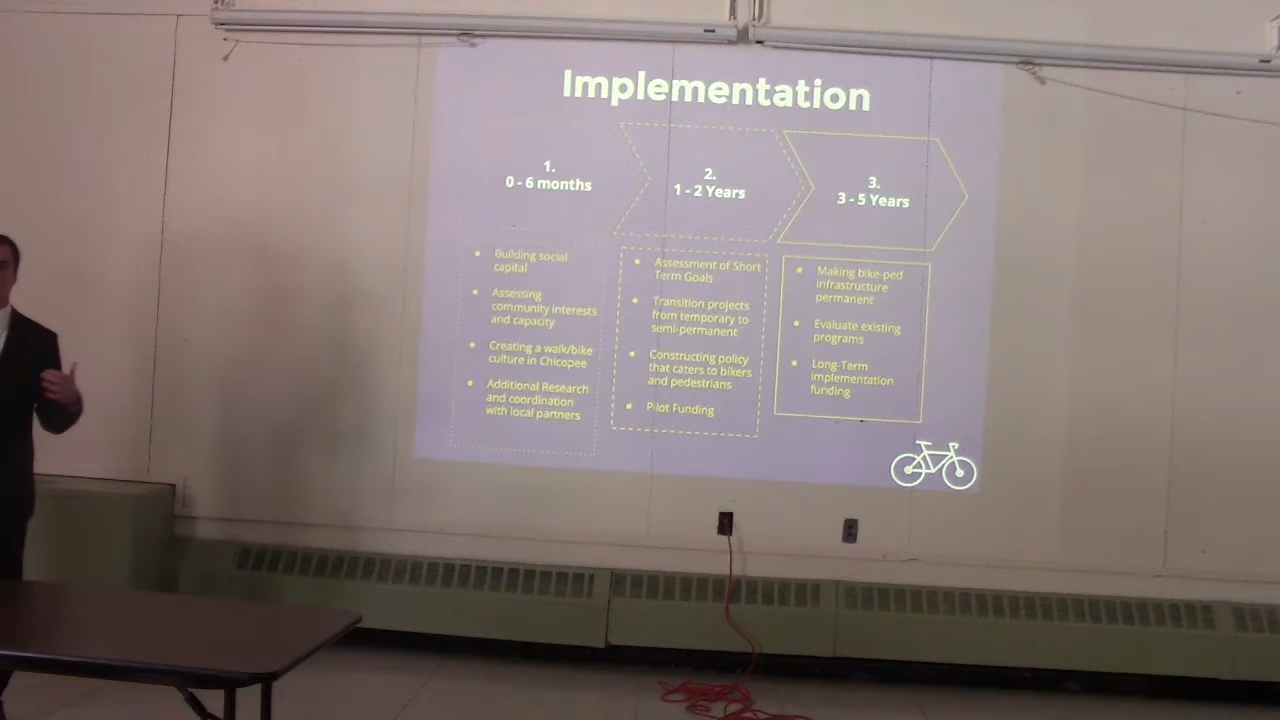 Implementation
1.
0 - 6 months
2.
1 - 2 Years
3.
3 - 5 Years
Building social
capital
Assessing
community interests
and capacity
Creating a walk/bike
culture in Chicopee
Additional Research
and coordination
with local partners
Assessment of Short
Term Goals
Transition projects
from temporary to
semi-permanent
Constructing policy
that caters to bikers
and pedestrians
Pilot Funding
Making bike-ped
infrastructure
permanent
Evaluate existing
programs
Long-Term
implementation
funding